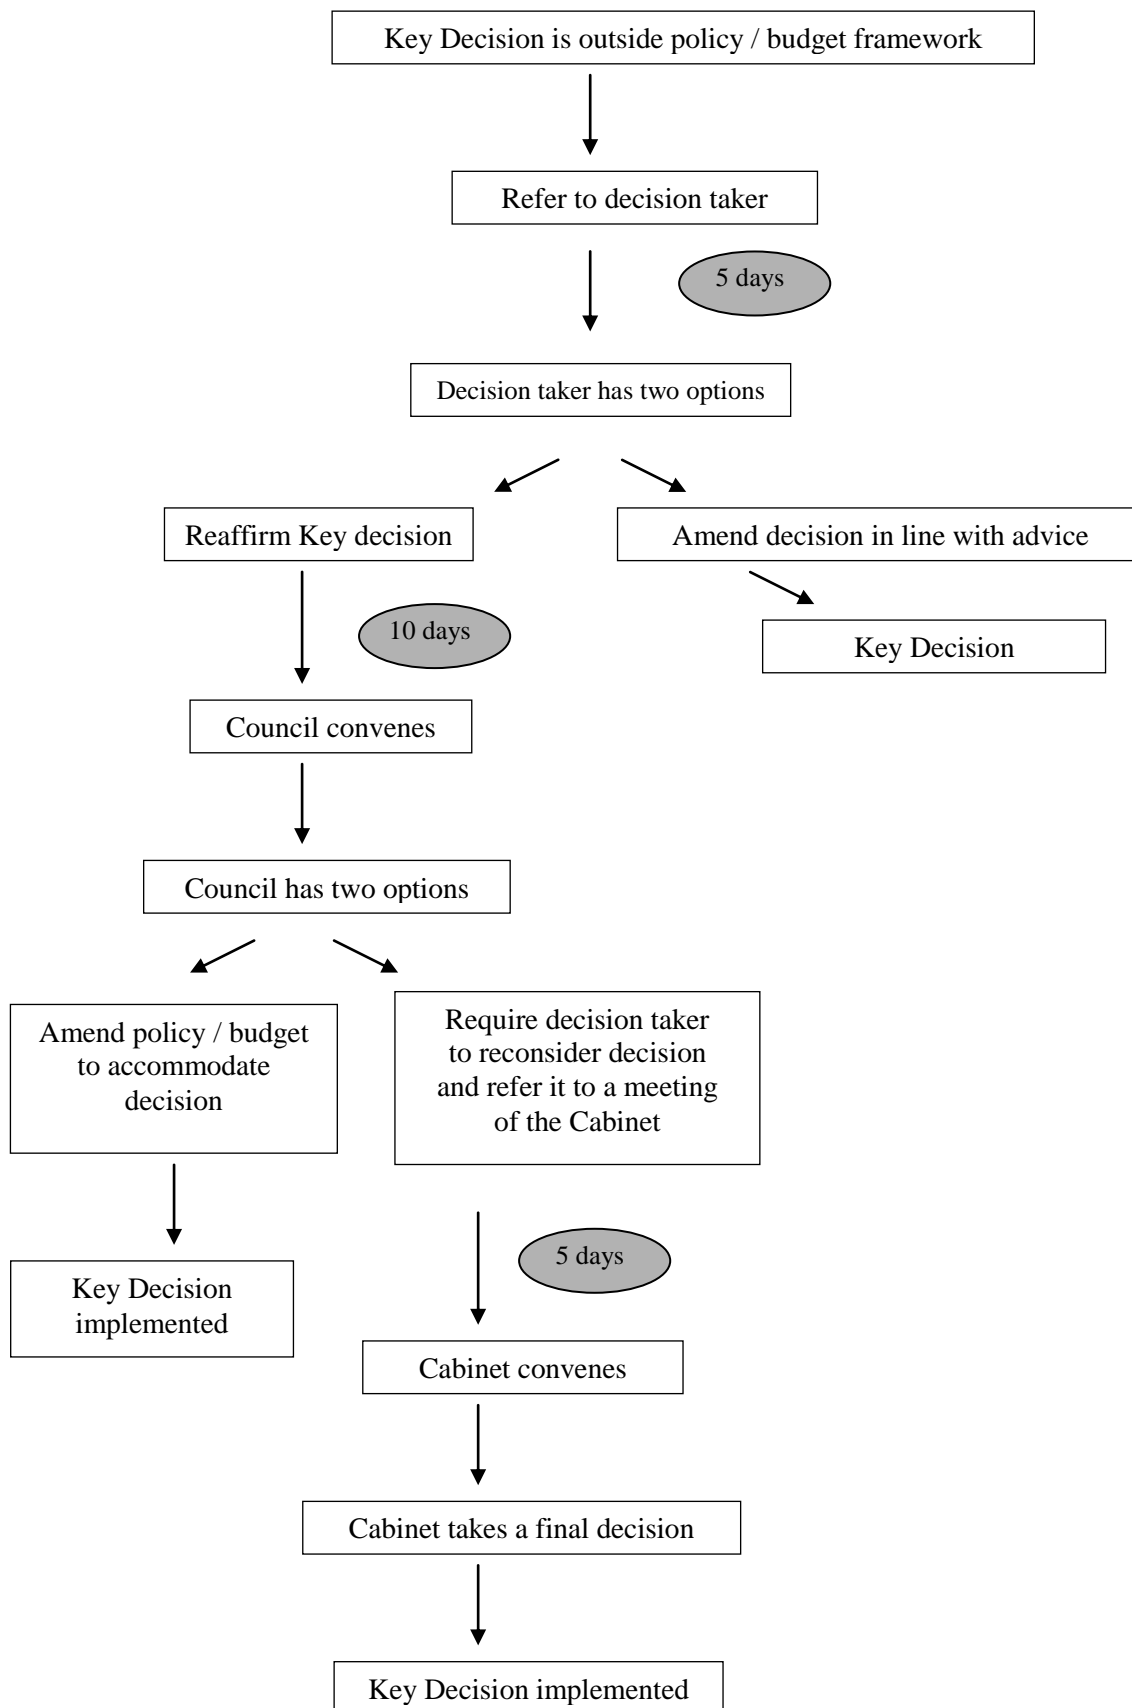 Key Decision is outside policy / budget framework
Refer to decision taker
5 days
Decision taker has two options
Reaffirm Key decision
Amend decision in line with advice
10 days
Key Decision
Council convenes
Council has two options
Amend policy / budget
to accommodate
decision
Require decision taker
to reconsider decision
and refer it to a meeting
of the Cabinet
5 days
Key Decision
implemented
Cabinet convenes
Cabinet takes a final decision
Key Decision implemented